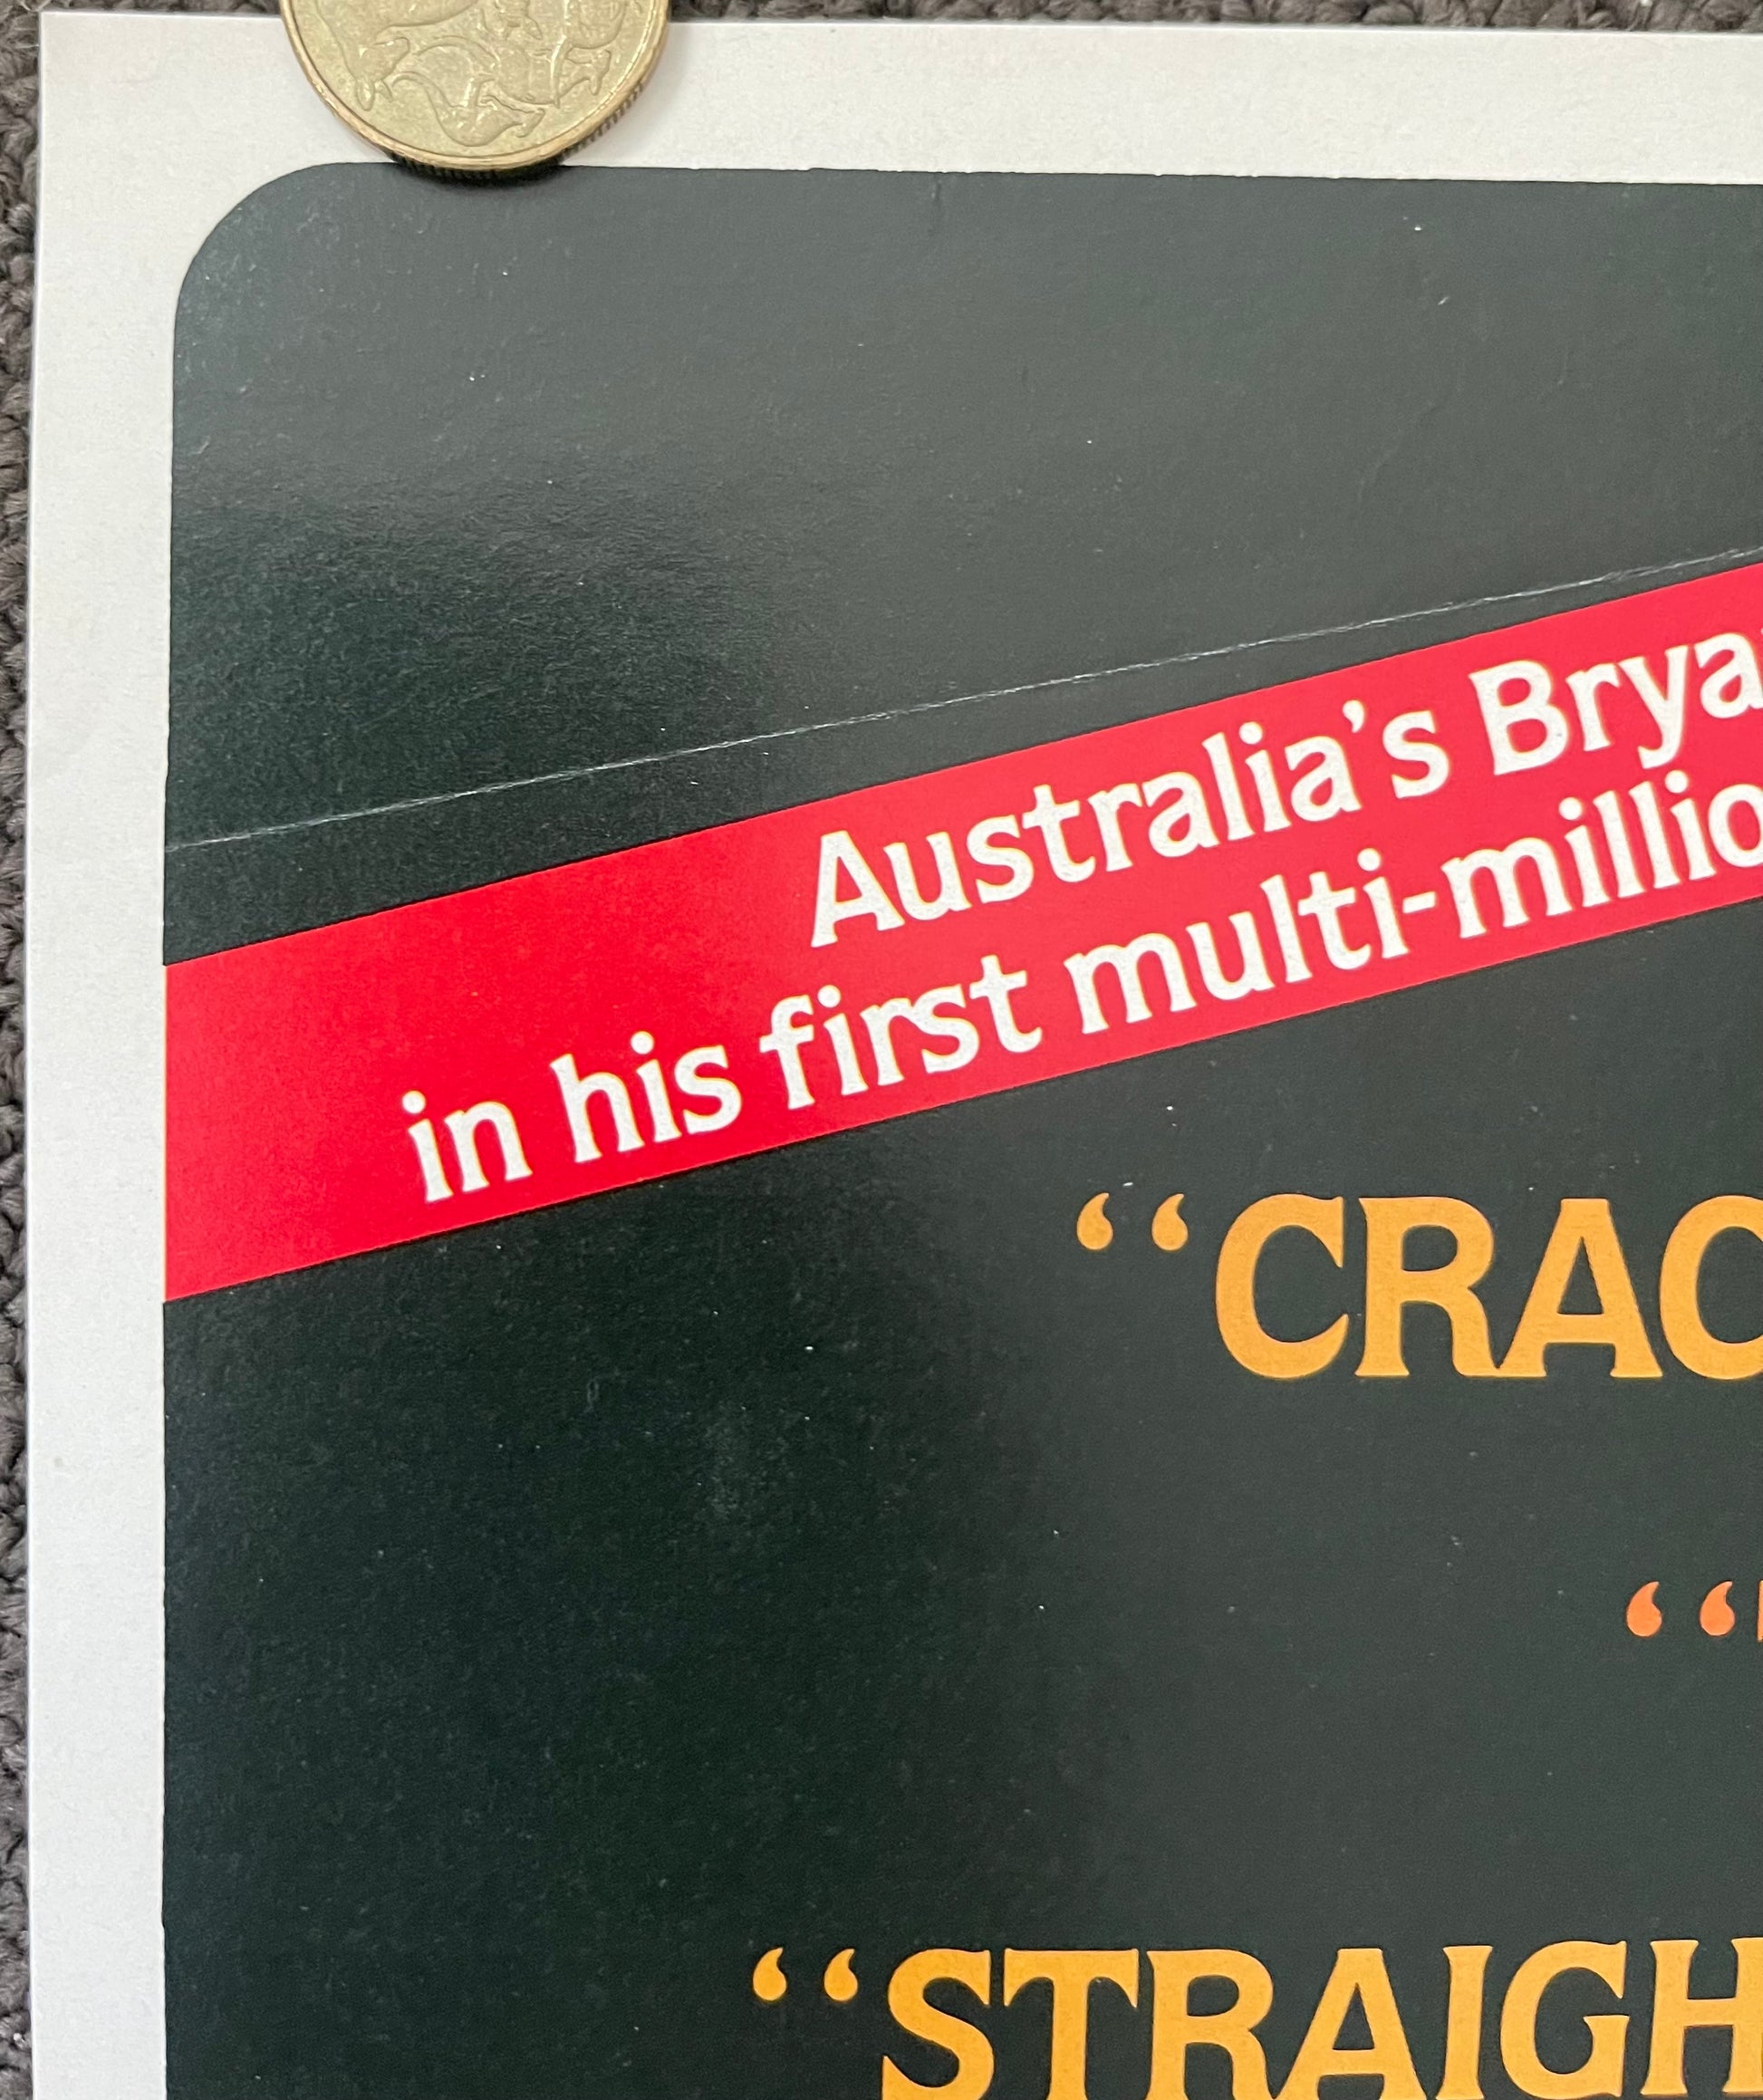 Australia's Brya
in his first multi-millio
“CRAC
“
“STRAIGH